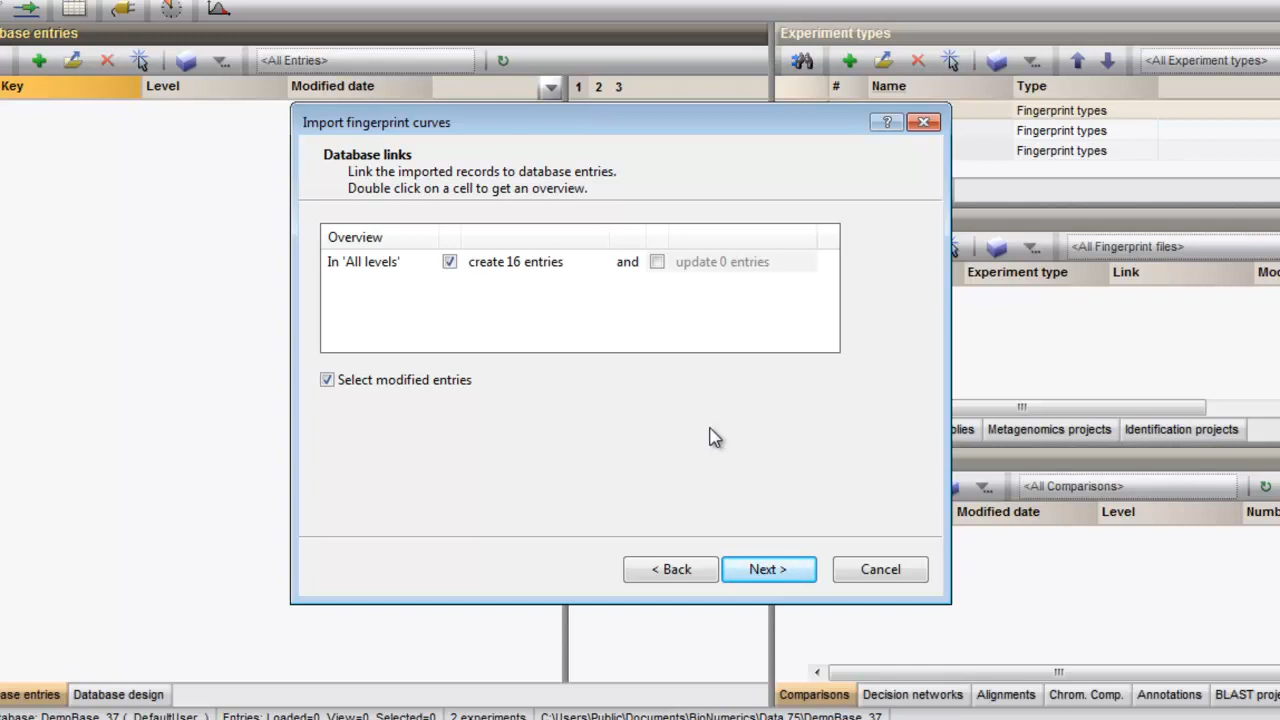 base entries
Experiment types
<All Entries>
<All Experiment types>
Key Level Modified date 1 2 3
# Name Type
Fingerprint types
Fingerprint types
Fingerprint types
Import fingerprint curves
?
Database links
Link the imported records to database entries.
Double click on a cell to get an overview.
Overview
In 'All levels' create 16 entries and update 0 entries
Select modified entries
< Back Next > Cancel
<All Fingerprint files>
Experiment type Link Mod
blies Metagenomics projects Identification projects
<All Comparisons>
Modified date Level Numb
ase entries Database design
Comparisons Decision networks Alignments Chrom. Comp. Annotations BLAST proj
tabase: DemoBase_37 (_DefaultUser_) Entries: Loaded=0, View=0, Selected=0 2 experiments C:\Users\Public\Documents\BioNumerics\Data 75\DemoBase_37